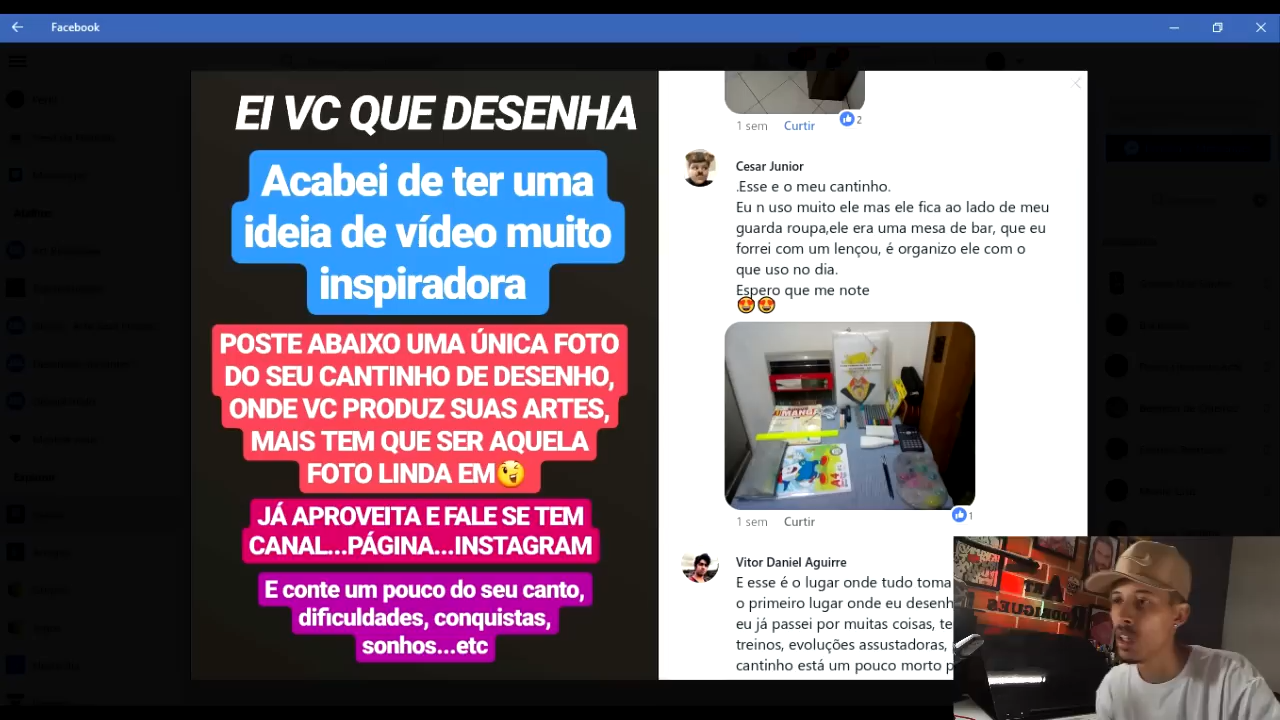 Facebook
EI VC QUE DESENHA
Acabei de ter uma
ideia de vídeo muito
inspiradora
POSTE ABAIXO UMA ÚNICA FOTO
DO SEU CANTINHO DE DESENHO,
ONDE VC PRODUZ SUAS ARTES,
MAIS TEM QUE SER AQUELA
FOTO LINDA EM😉
JÁ APROVEITA E FALE SE TEM
CANAL...PÁGINA...INSTAGRAM
E conte um pouco do seu canto,
dificuldades, conquistas,
sonhos...etc
1 sem Curtir 2
Cesar Junior
.Esse e o meu cantinho.
Eu n uso muito ele mas ele fica ao lado de meu
guarda roupa,ele era uma mesa de bar, que eu
forrei com um lençou, é organizo ele com o
que uso no dia.
Espero que me note
😍😍
MANGÁ
A4
1 sem Curtir 1
Vitor Daniel Aguirre
E esse é o lugar onde tudo toma
o primeiro lugar onde eu desenh
eu já passei por muitas coisas, te
treinos, evoluções assustadoras,
cantinho está um pouco morto p
Art
RODRIGUES